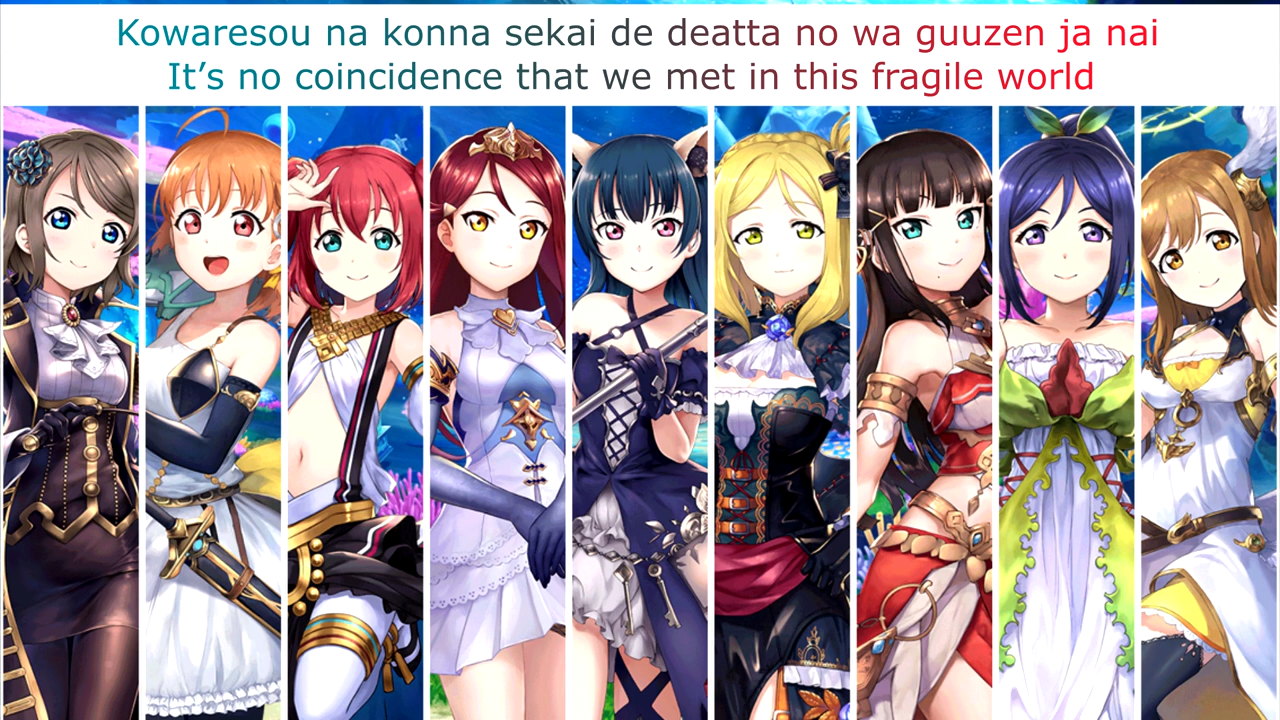 Kowaresou na konna sekai de deatta no wa guuzen ja nai
It’s no coincidence that we met in this fragile world